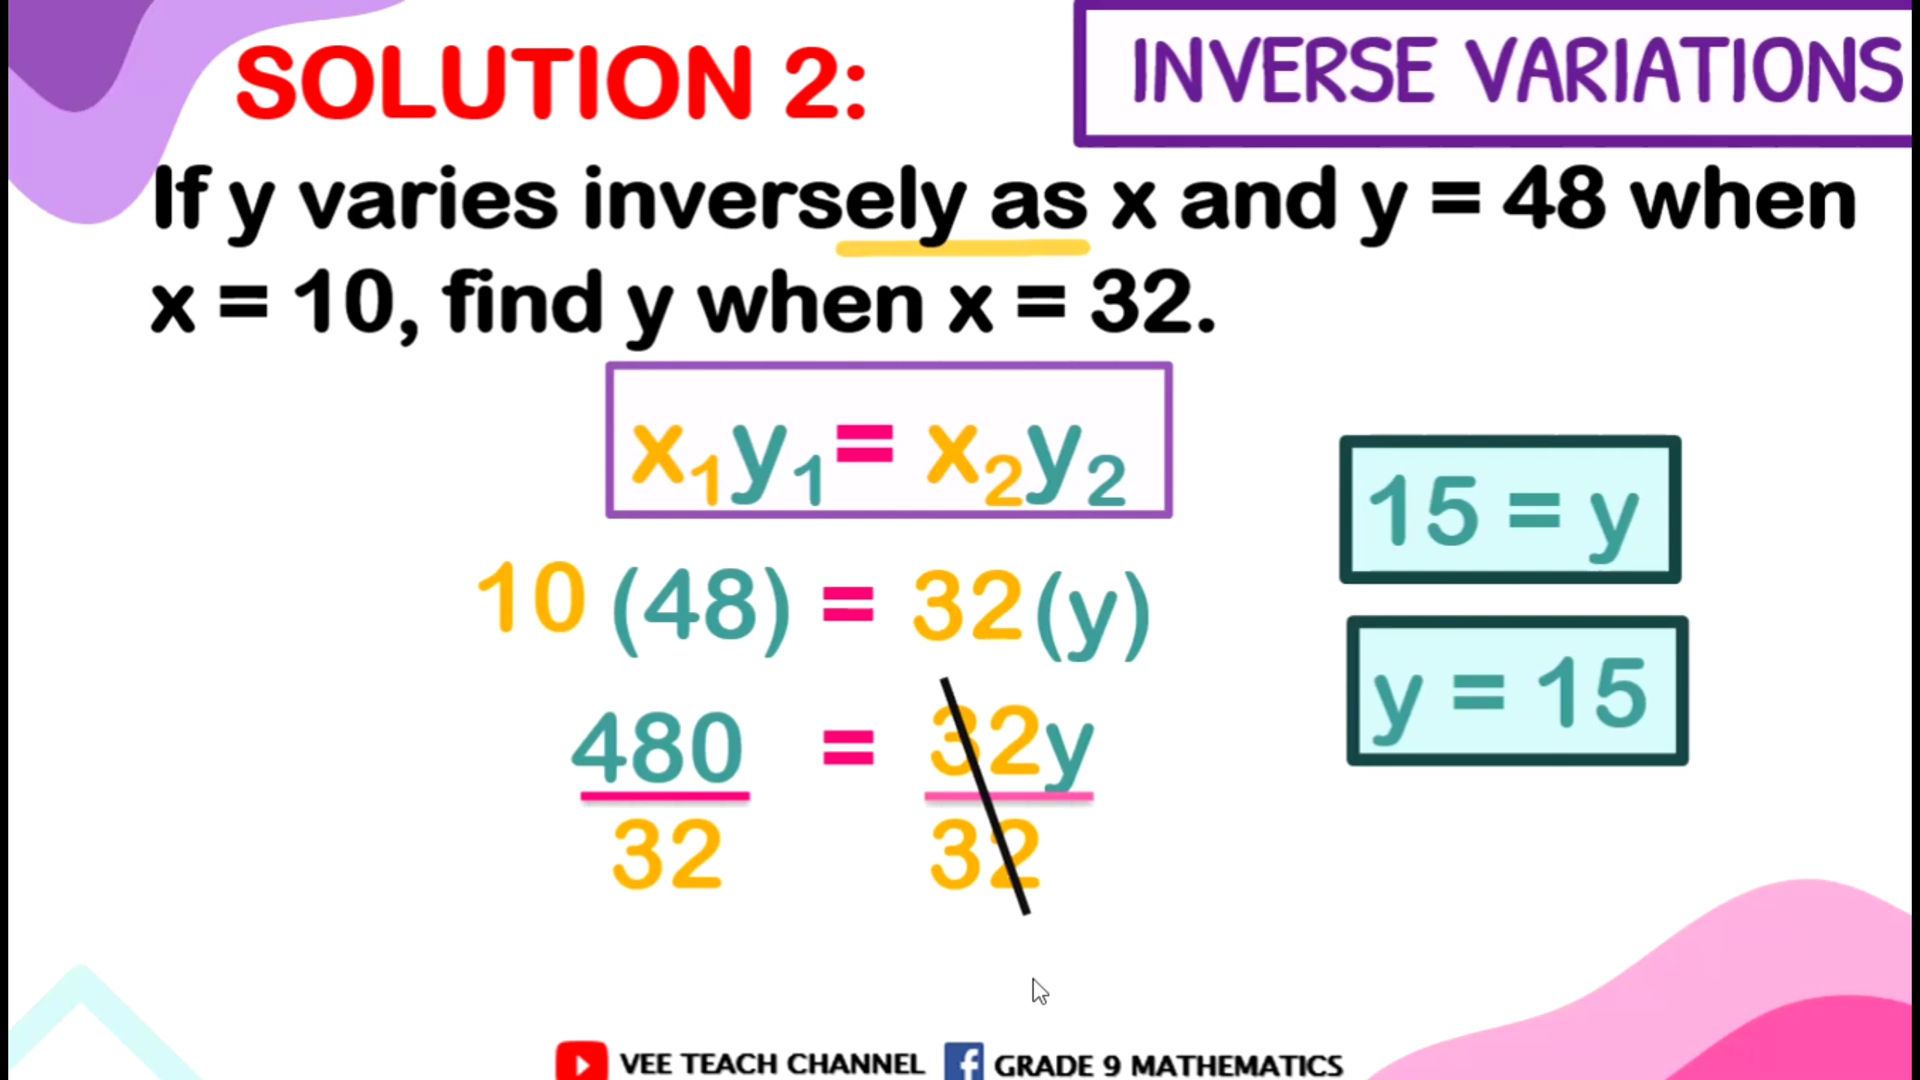 SOLUTION 2:
INVERSE VARIATIONS
If y varies inversely as x and y = 48 when
x = 10, find y when x = 32.
x₁y₁ = x₂y₂
10 (48) = 32(y)
480 = 32y
32 32
15 = y
y = 15
VEE TEACH CHANNEL GRADE 9 MATHEMATICS